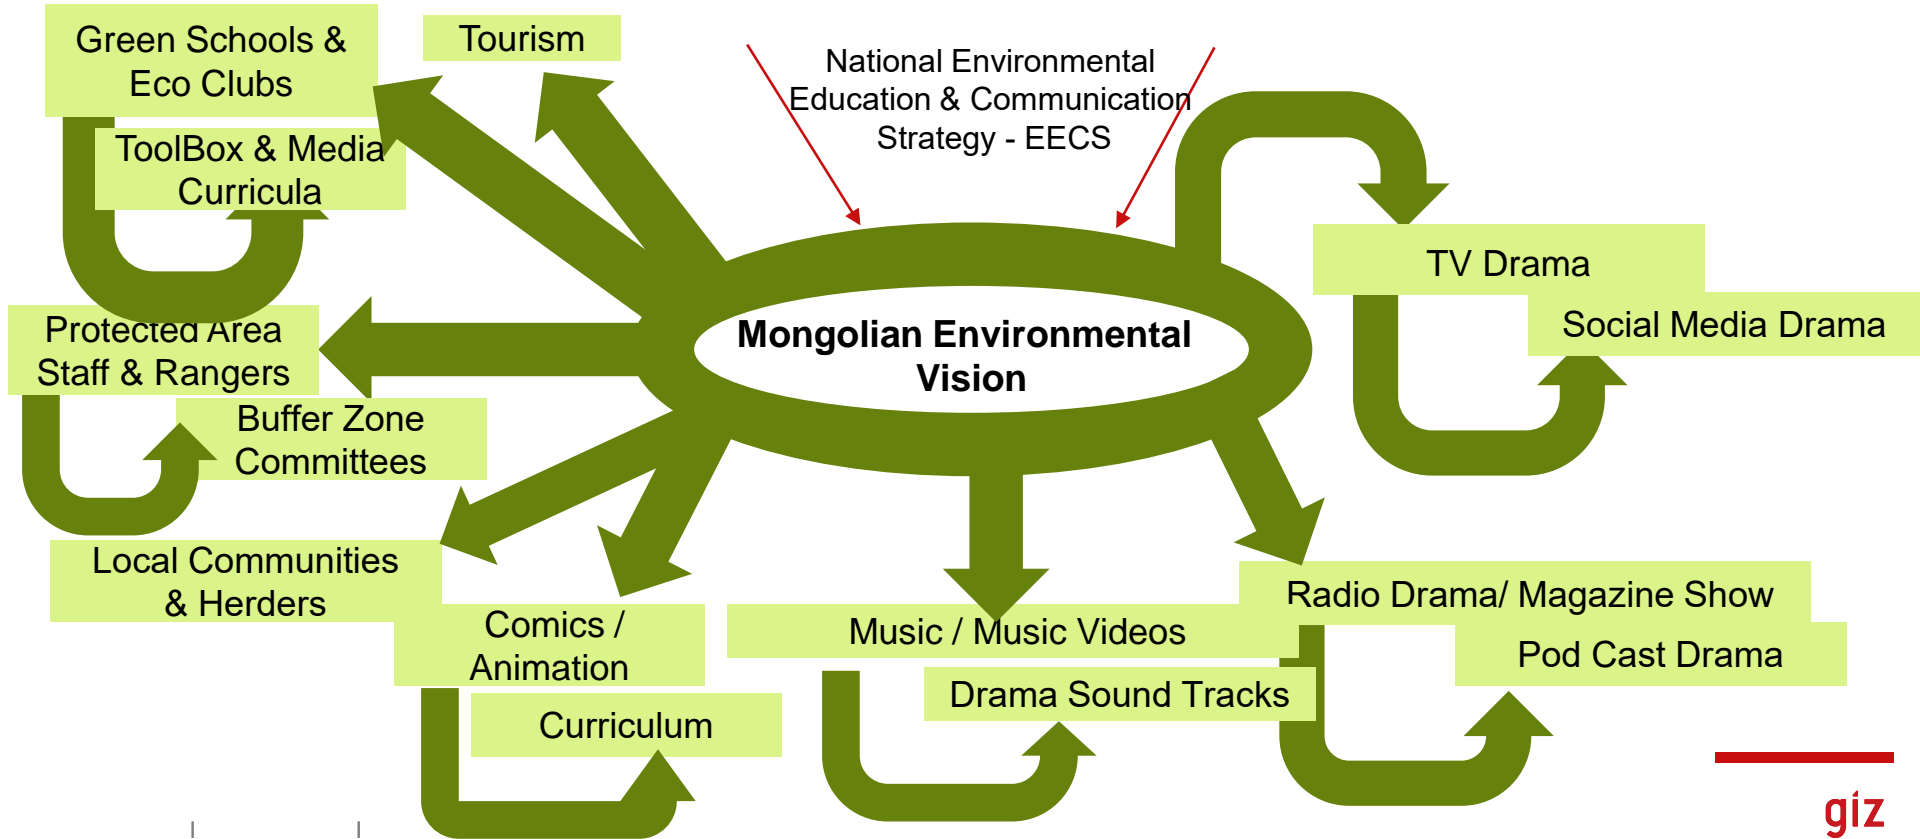 Green Schools &
Eco Clubs
Tourism
National Environmental
Education & Communication
Strategy - EECS
ToolBox & Media
Curricula
TV Drama
Social Media Drama
Mongolian Environmental
Vision
Protected Area
Staff & Rangers
Buffer Zone
Committees
Local Communities
& Herders
Comics /
Animation
Curriculum
Music / Music Videos
Drama Sound Tracks
Radio Drama/ Magazine Show
Pod Cast Drama
giz